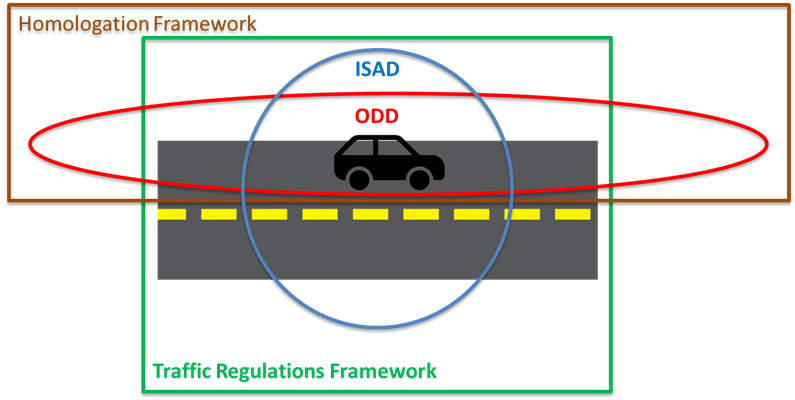 Homologation Framework
ISAD
ODD
Traffic Regulations Framework